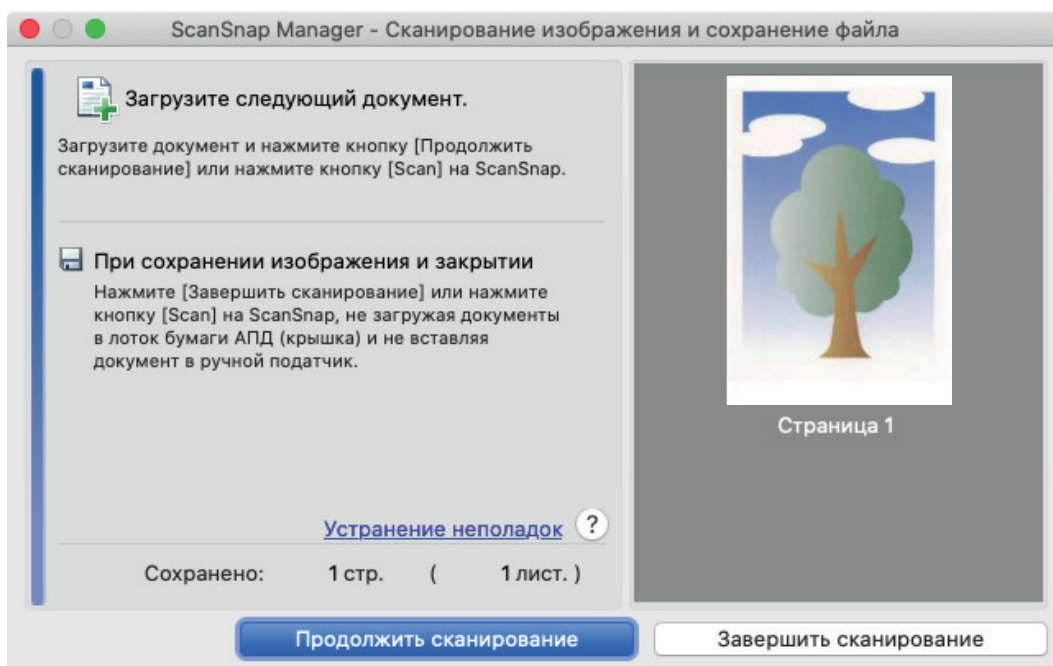 ScanSnap Manager - Сканирование изображения и сохранение файла
Загрузите следующий документ.
Загрузите документ и нажмите кнопку [Продолжить
сканирование] или нажмите кнопку [Scan] на ScanSnap.
При сохранении изображения и закрытии
Нажмите [Завершить сканирование] или нажмите
кнопку [Scan] на ScanSnap, не загружая документы
в лоток бумаги АПД (крышка) и не вставляя
документ в ручной податчик.
Устранение неполадок ?
Сохранено: 1 стр. ( 1 лист. )
Страница 1
Продолжить сканирование
Завершить сканирование